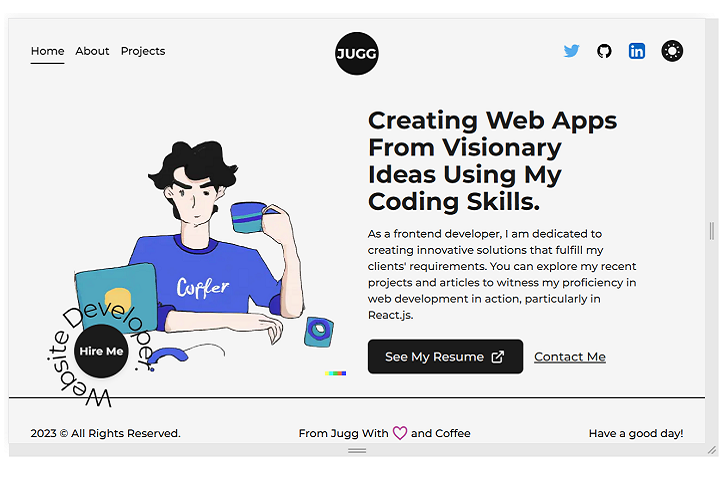 Home About Projects
JUGG
Creating Web Apps
From Visionary
Ideas Using My
Coding Skills.
As a frontend developer, I am dedicated to
creating innovative solutions that fulfill my
clients' requirements. You can explore my recent
projects and articles to witness my proficiency in
web development in action, particularly in
React.js.
See My Resume
Contact Me
Coffer
Website Developer.
Hire Me
2023 © All Rights Reserved.
From Jugg With and Coffee
Have a good day!